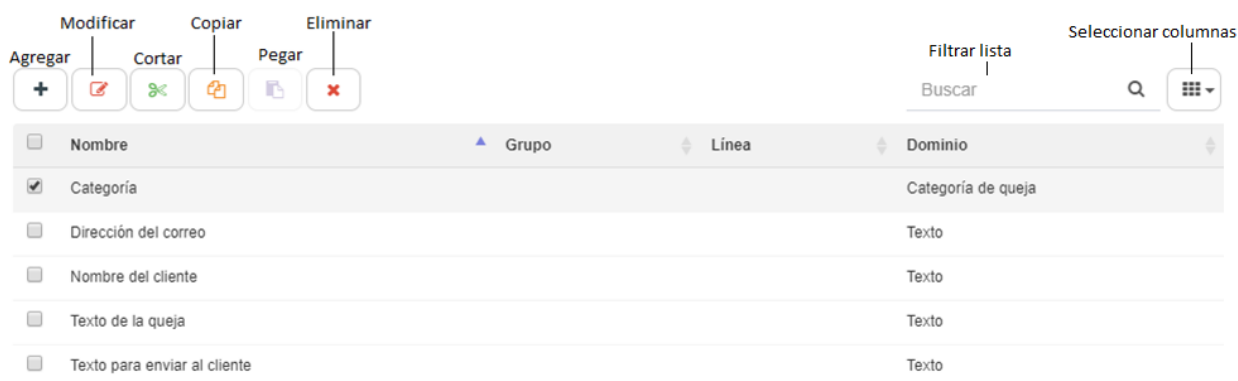 Modificar Copiar Eliminar
Seleccionar columnas
Agregar Cortar Pegar Filtrar lista
Buscar
Nombre Grupo Línea Dominio
Categoría Categoría de queja
Dirección del correo Texto
Nombre del cliente Texto
Texto de la queja Texto
Texto para enviar al cliente Texto